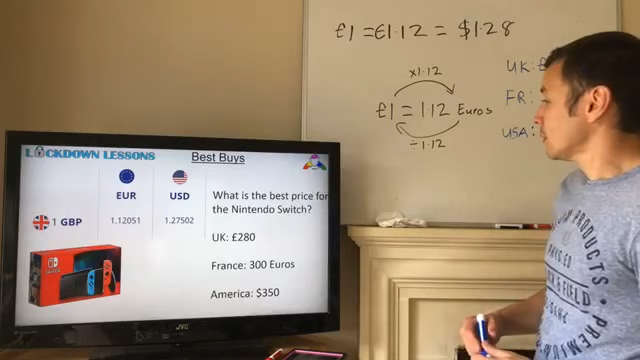 £1 = €1.12 = $1.28
×1.12
£1 = 1.12 Euros
÷1.12
UK: £
FR:
USA:
LOCKDOWN LESSONS
Best Buys
EUR
USD
1 GBP
1.12051
1.27502
What is the best price for
the Nintendo Switch?
UK: £280
France: 300 Euros
America: $350
JVC
PRODUCTS